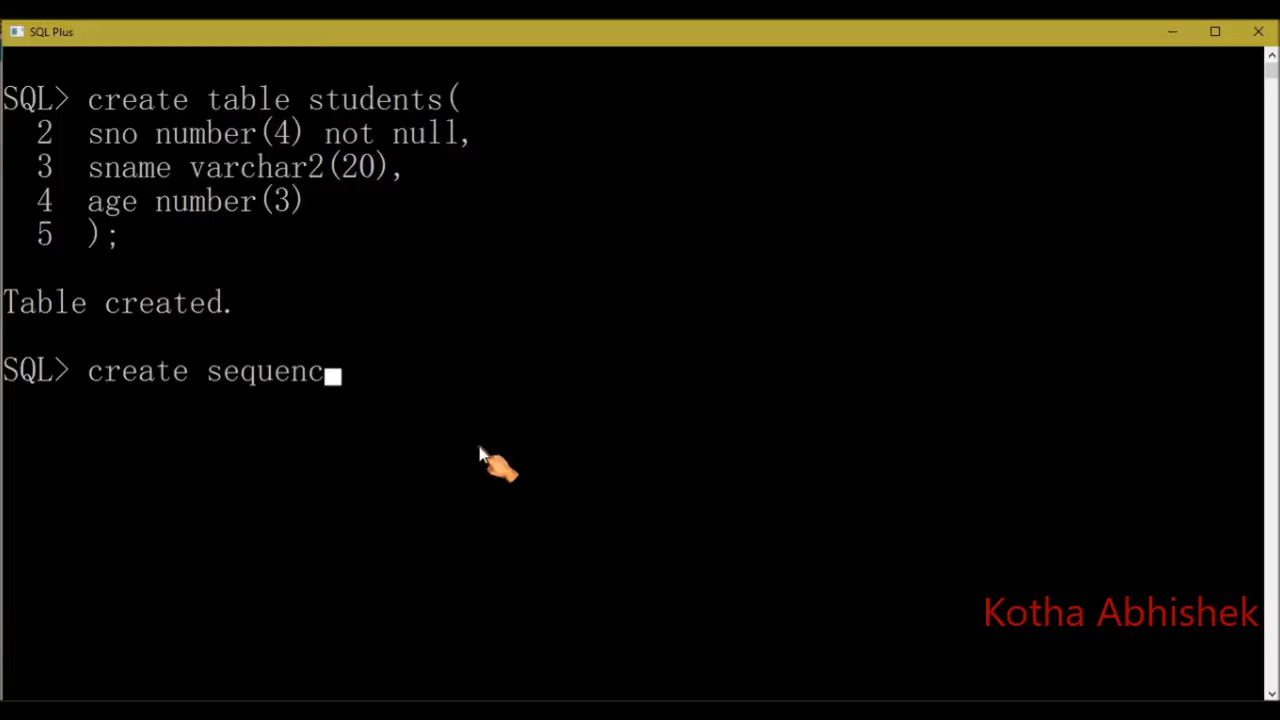 SQL Plus
SQL> create table students(
2 sno number(4) not null,
3 sname varchar2(20),
4 age number(3)
5 );
Table created.
SQL> create sequenc
Kotha Abhishek